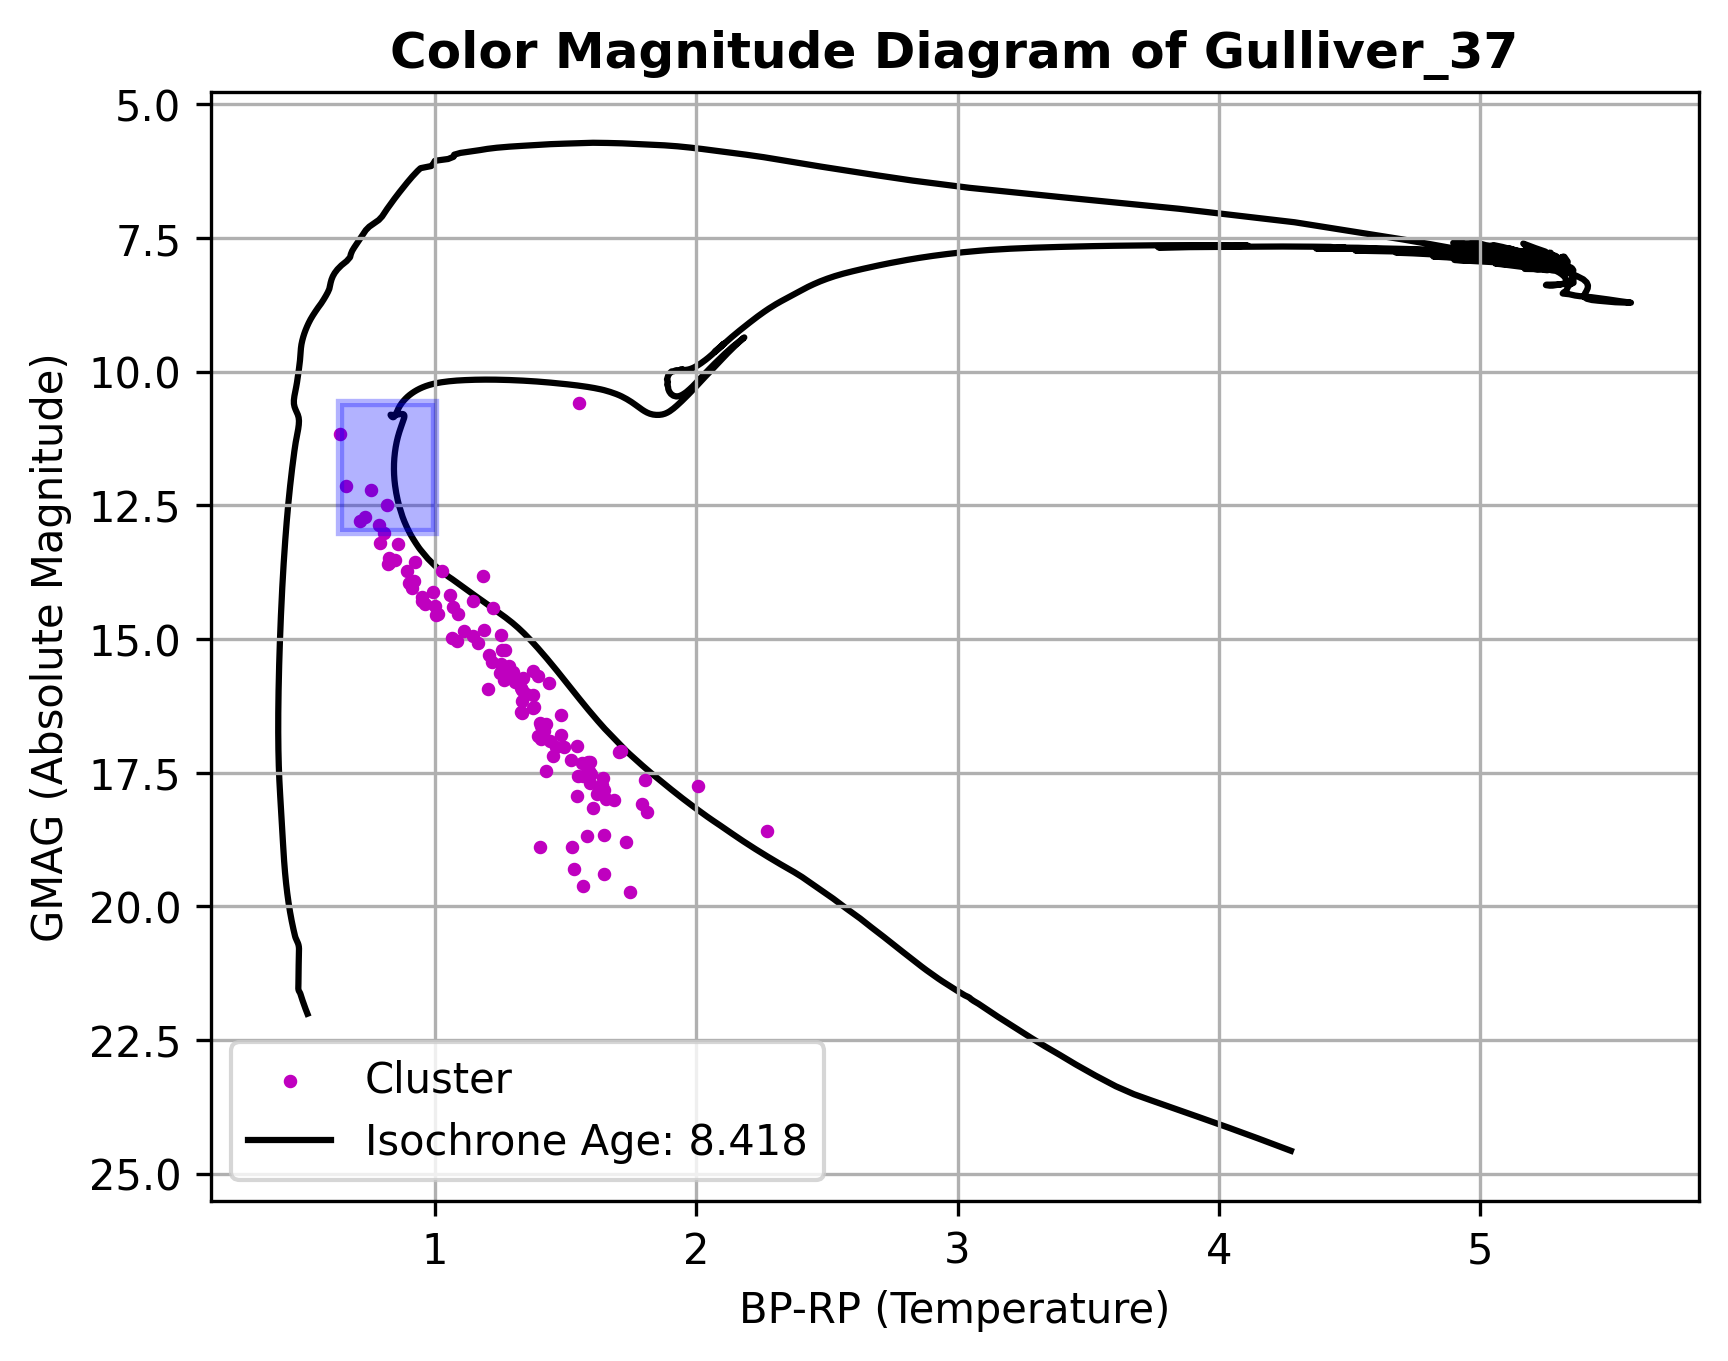 Color Magnitude Diagram of Gulliver_37
GMAG (Absolute Magnitude)
5.0
7.5
10.0
12.5
15.0
17.5
20.0
22.5
25.0
Cluster
Isochrone Age: 8.418
1 2 3 4 5
BP-RP (Temperature)